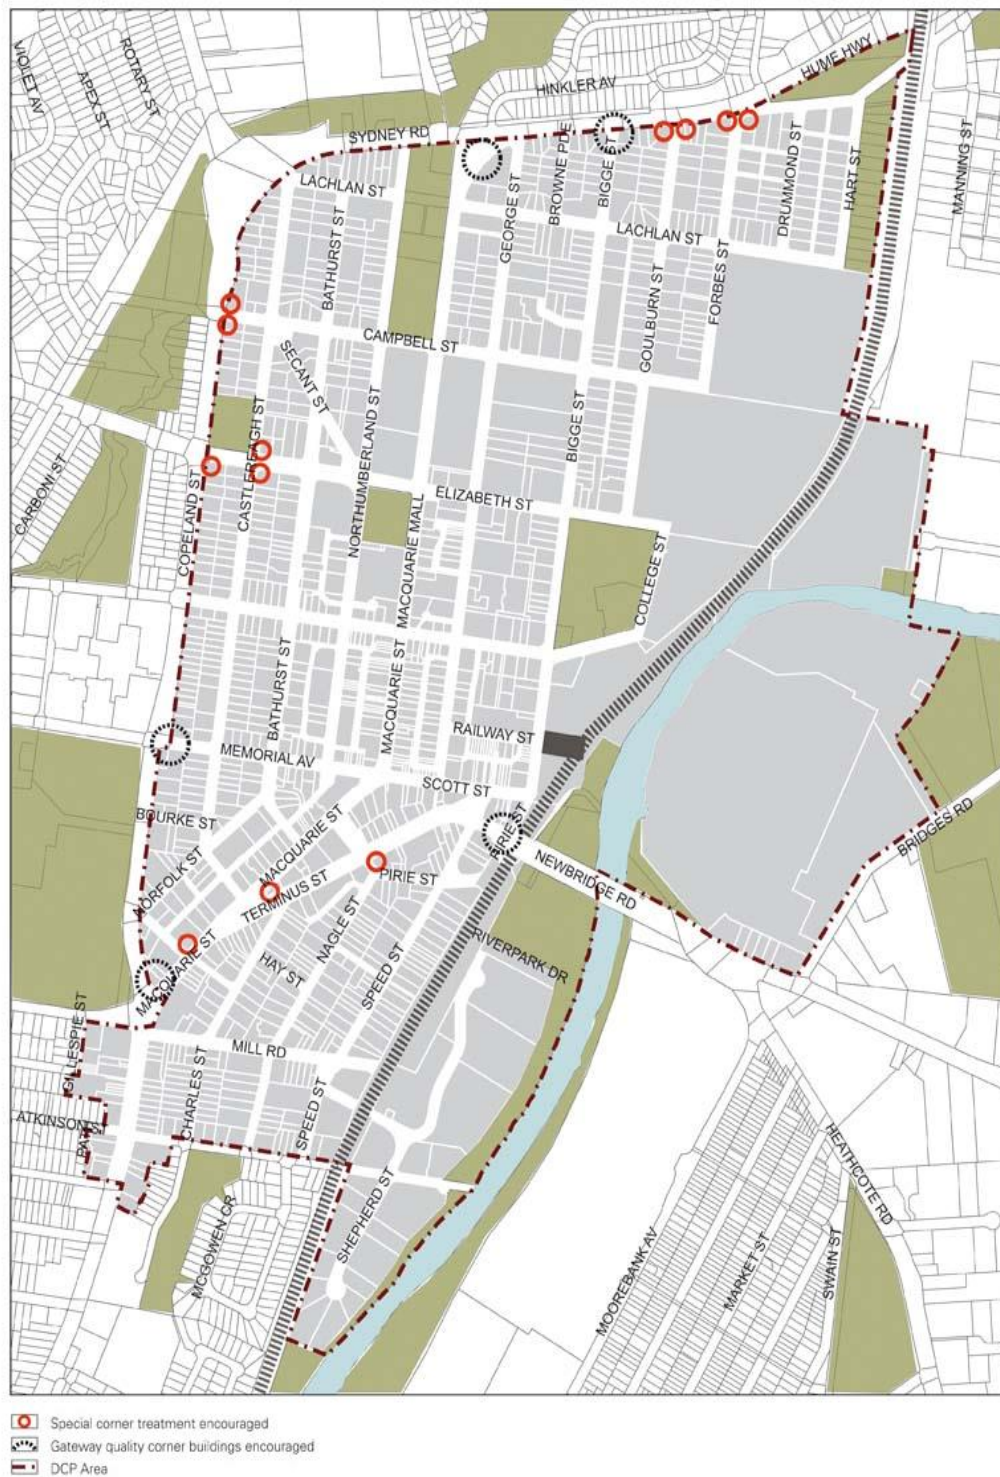 VIOLET AV
APEX ST
ROTARY ST
HINKLER AV
HUME HWY
SYDNEY RD
MANNING ST
LACHLAN ST
BATHURST ST
GEORGE ST
BROWNE PDE
BIGGE ST
DRUMMOND ST
HART ST
LACHLAN ST
GOULBURN ST
FORBES ST
CAMPBELL ST
SECANT ST
CASTLEREAGH ST
NORTHUMBERLAND ST
BIGGE ST
CARBONI ST
COPELAND ST
ELIZABETH ST
MACQUARIE MALL
COLLEGE ST
BATHURST ST
MACQUARIE ST
RAILWAY ST
MEMORIAL AV
SCOTT ST
BOURKE ST
MACQUARIE ST
PIRIE ST
BRIDGES RD
NORFOLK ST
TERMINUS ST
PIRIE ST
NEWBRIDGE RD
MACQUARIE ST
HAY ST
NAGLE ST
SPEED ST
RIVERPARK DR
GILLESPIE ST
MILL RD
CHARLES ST
SPEED ST
ATKINSON ST
HEATHCOTE RD
SHEPHERD ST
MCGOWEN CR
MOOREBANK AV
MARKET ST
SWAIN ST
Special corner treatment encouraged
Gateway quality corner buildings encouraged
DCP Area